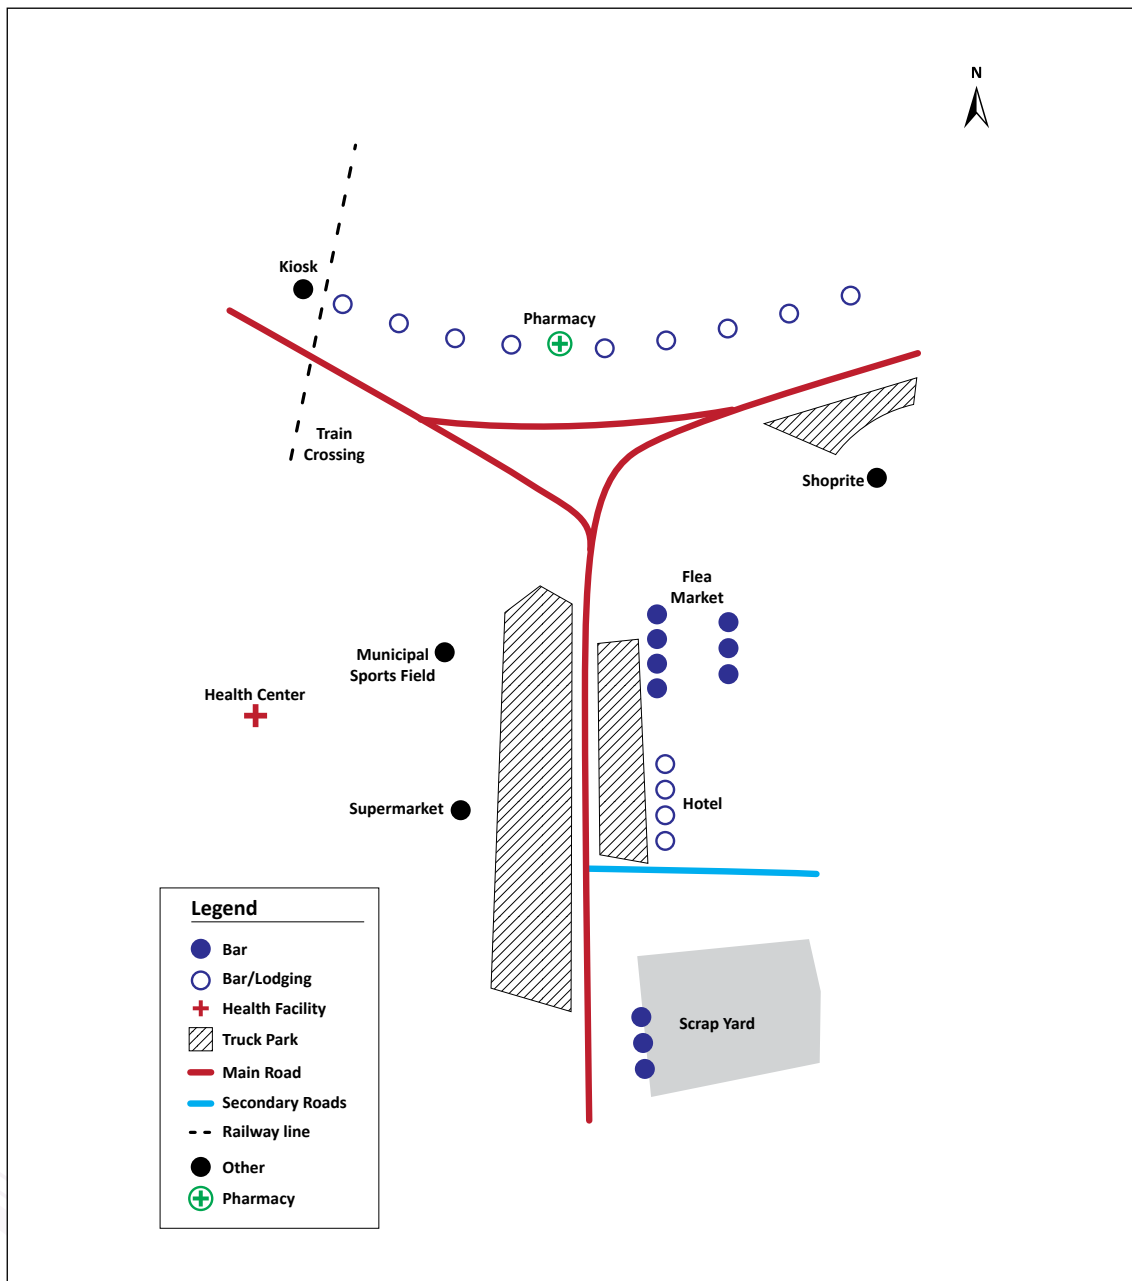 N
Kiosk
Pharmacy
Train
Crossing
Shoprite
Flea
Market
Municipal
Sports Field
Health Center
Supermarket
Hotel
Scrap Yard
Legend
Bar
Bar/Lodging
Health Facility
Truck Park
Main Road
Secondary Roads
Railway line
Other
Pharmacy